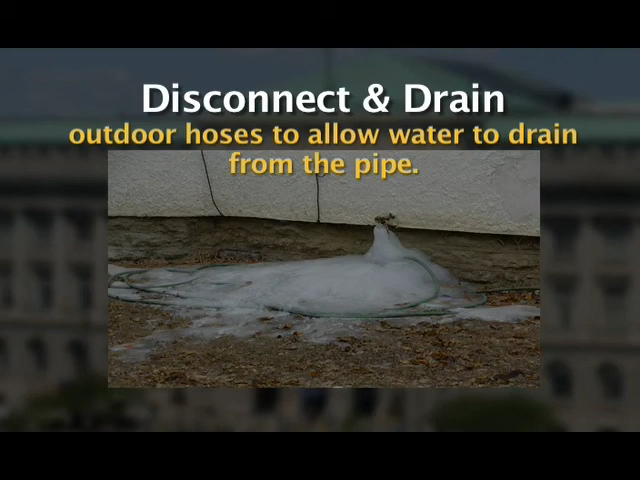 Disconnect & Drain
outdoor hoses to allow water to drain
from the pipe.